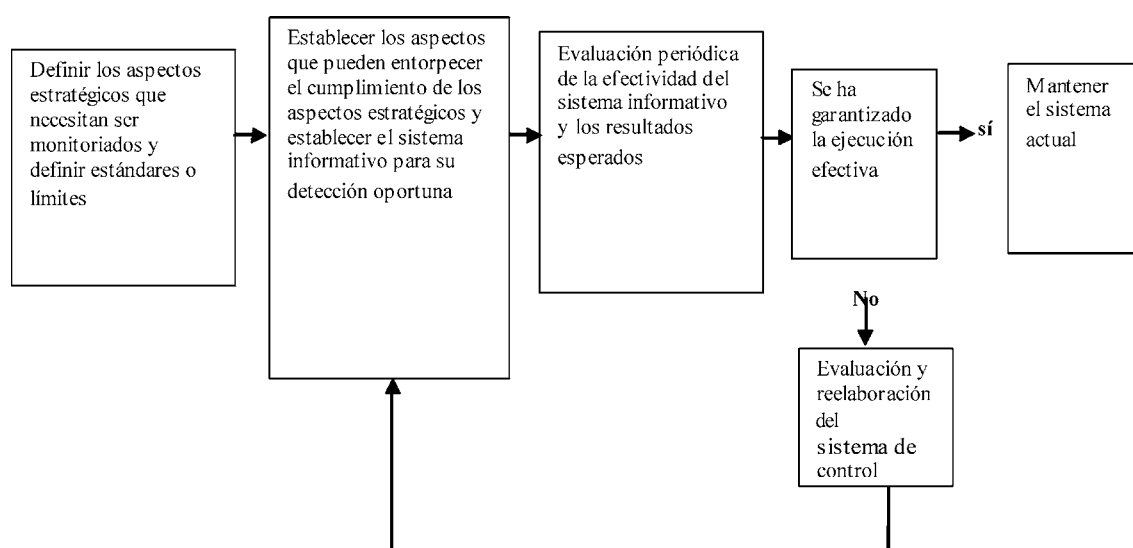 Definir los aspectos
estratégicos que
necesitan ser
monitoriados y
definir estándares o
límites
Establecer los aspectos
que pueden entorpecer
el cumplimiento de los
aspectos estratégicos y
establecer el sistema
informativo para su
detección oportuna
Evaluación periódica
de la efectividad del
sistema informativo
y los resultados
esperados
Se ha
garantizado
la ejecución
efectiva
sí
Mantener
el sistema
actual
No
Evaluación y
reelaboración
del
sistema de
control